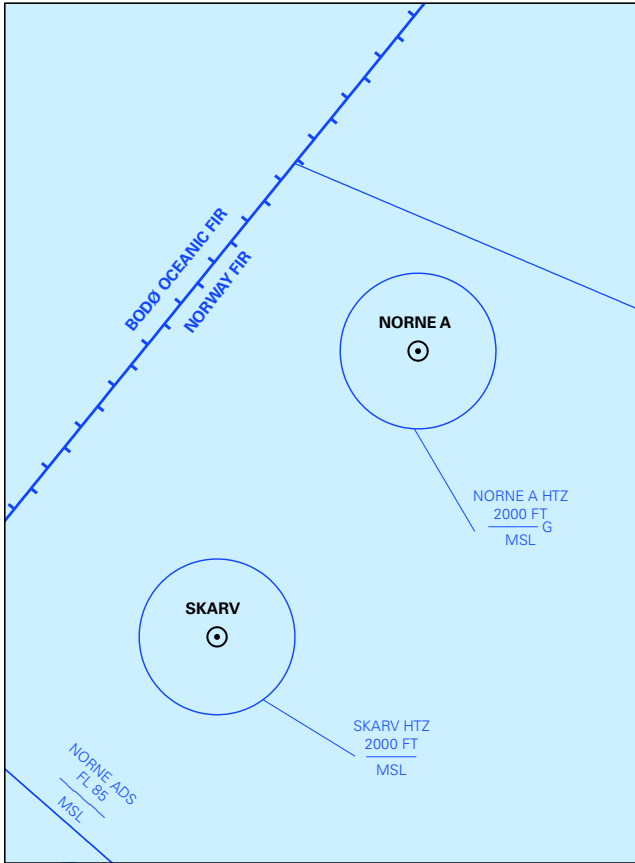 BODØ OCEANIC FIR
NORWAY FIR
NORNE A
NORNE A HTZ
2000 FT
G
MSL
SKARV
SKARV HTZ
2000 FT
MSL
NORNE ADS
FL 85
MSL